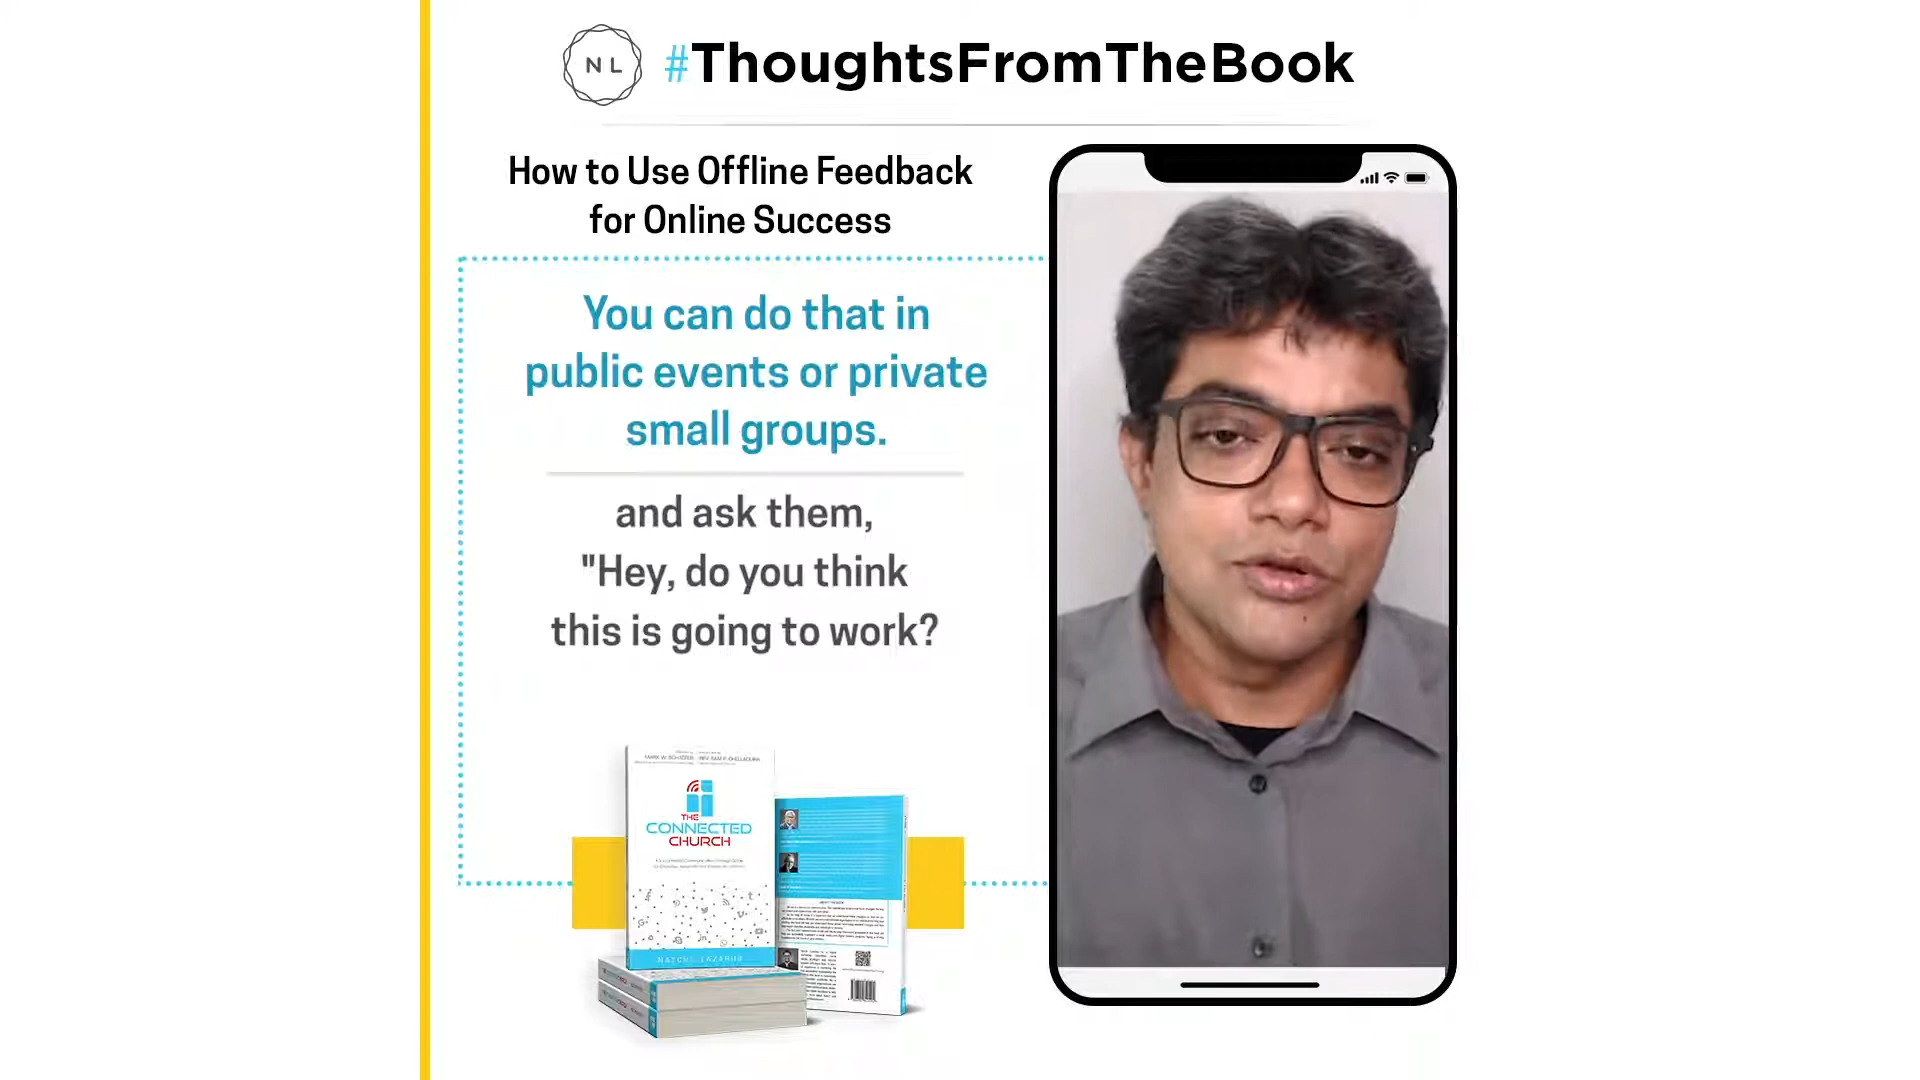 NL
#ThoughtsFromTheBook
How to Use Offline Feedback
for Online Success
You can do that in
public events or private
small groups.
and ask them,
"Hey, do you think
this is going to work?
THE
CONNECTED
CHURCH